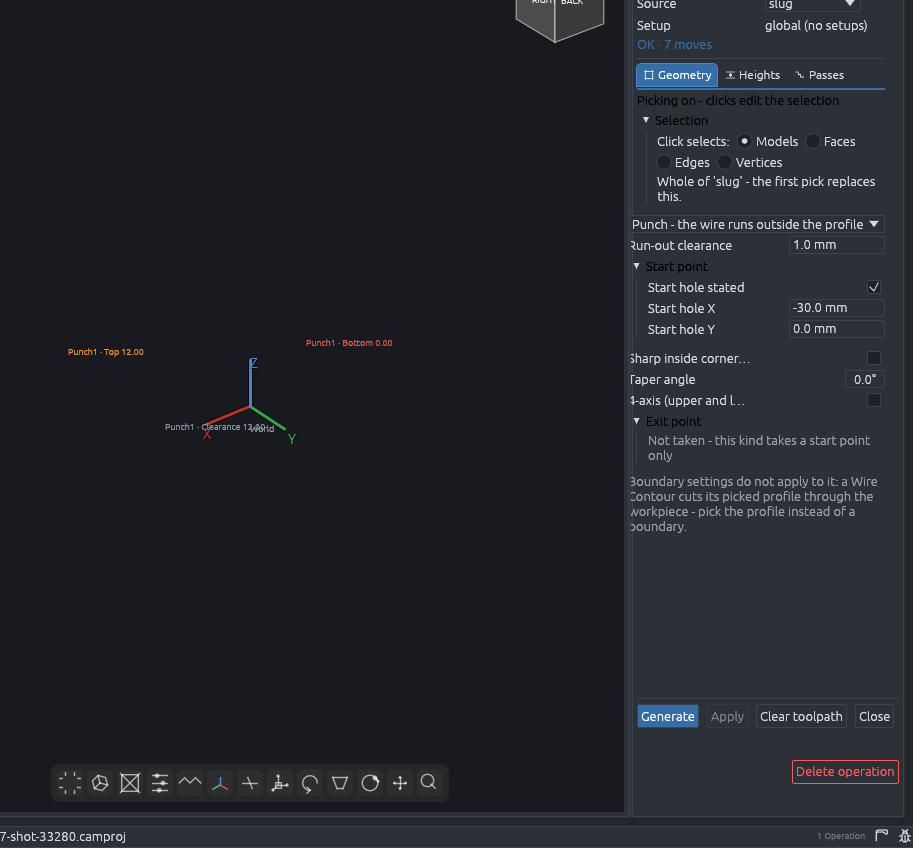 RIGHT BACK
Source slug
Setup global (no setups)
OK · 7 moves
Geometry Heights Passes
Picking on - clicks edit the selection
Selection
Click selects: Models Faces
Edges Vertices
Whole of 'slug' - the first pick replaces
this.
Punch - the wire runs outside the profile
Run-out clearance 1.0 mm
Start point
Start hole stated
Start hole X -30.0 mm
Start hole Y 0.0 mm
Sharp inside corner…
Taper angle 0.0°
4-axis (upper and l…
Exit point
Not taken - this kind takes a start point
only
Boundary settings do not apply to it: a Wire
Contour cuts its picked profile through the
workpiece - pick the profile instead of a
boundary.
Punch1 - Top 12.00
Punch1 - Bottom 0.00
Z
Punch1 - Clearance 12.00
World
X
Y
Generate Apply Clear toolpath Close
Delete operation
7-shot-33280.camproj
1 Operation